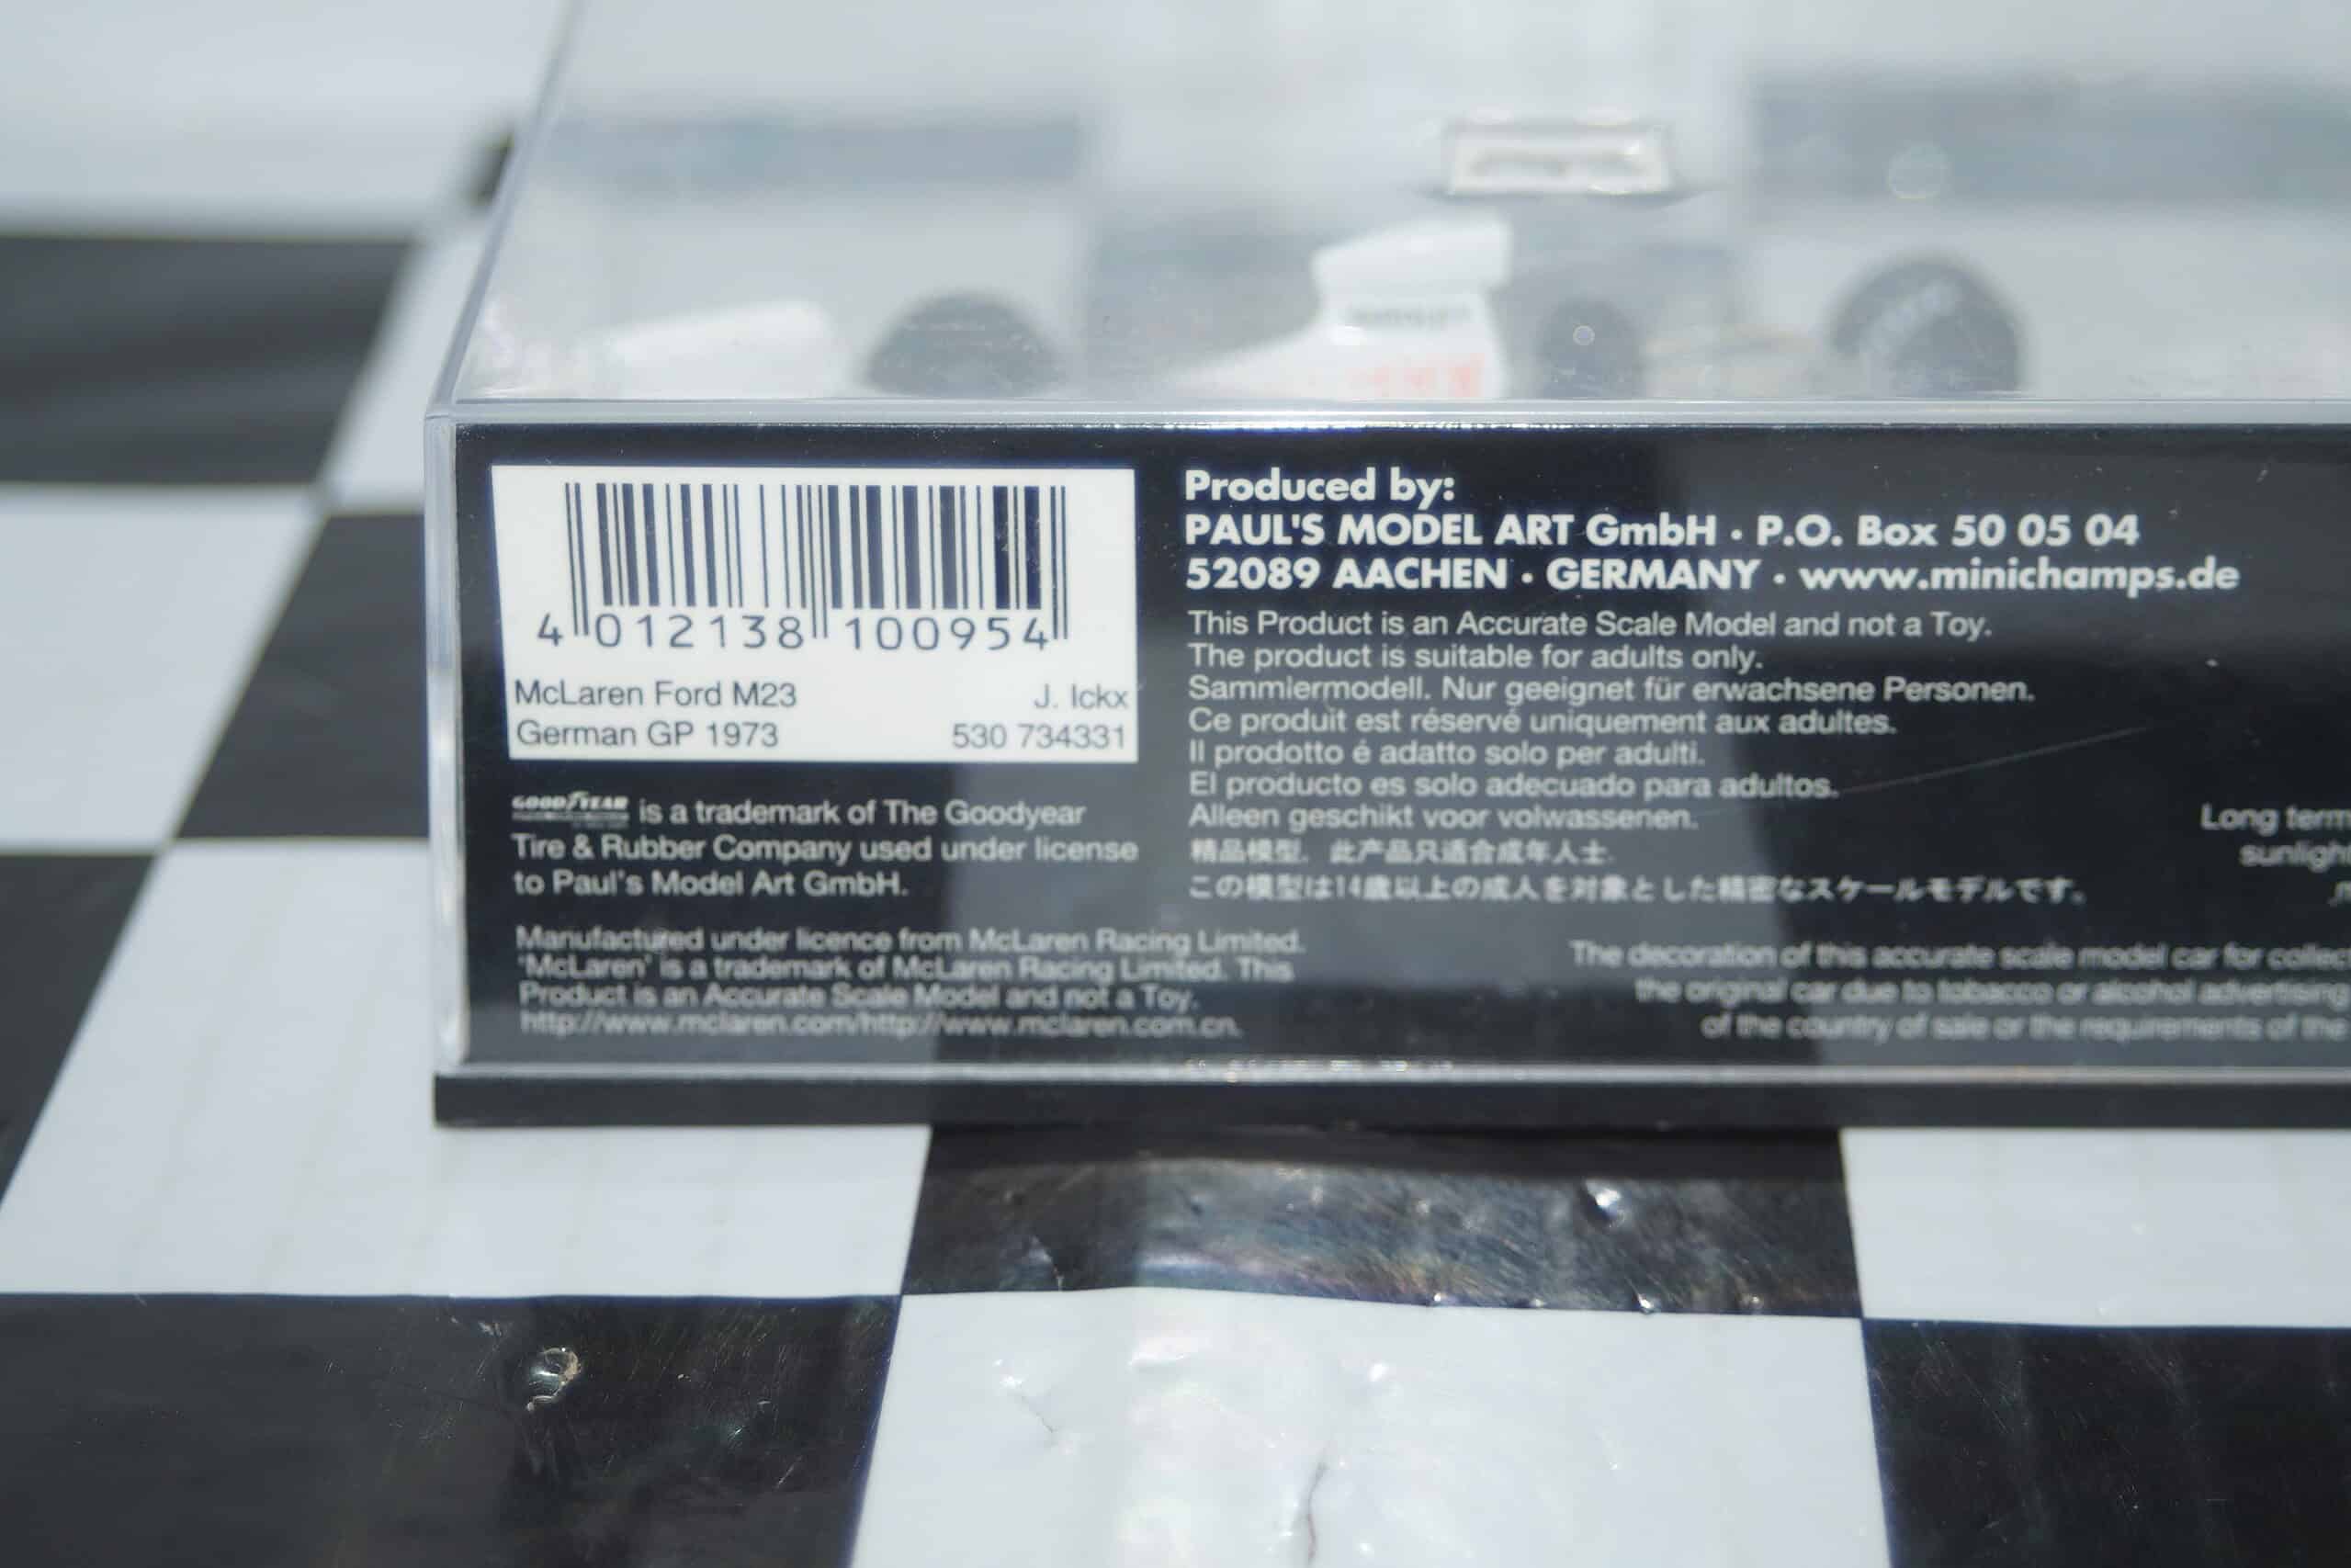 4 012138 100954
McLaren Ford M23 J. Ickx
German GP 1973 530 734331
GOODYEAR is a trademark of The Goodyear
Tire & Rubber Company used under license
to Paul's Model Art GmbH.
Manufactured under licence from McLaren Racing Limited.
'McLaren' is a trademark of McLaren Racing Limited. This
Product is an Accurate Scale Model and not a Toy.
http://www.mclaren.com/http://www.mclaren.com.cn.
Produced by:
PAUL'S MODEL ART GmbH · P.O. Box 50 05 04
52089 AACHEN · GERMANY · www.minichamps.de
This Product is an Accurate Scale Model and not a Toy.
The product is suitable for adults only.
Sammlermodell. Nur geeignet für erwachsene Personen.
Ce produit est réservé uniquement aux adultes.
Il prodotto é adatto solo per adulti.
El producto es solo adecuado para adultos.
Alleen geschikt voor volwassenen.
精品模型. 此产品只适合成年人士.
この模型は14歳以上の成人を対象とした精密なスケールモデルです。
Long term
sunlight
The decoration of this accurate scale model car for collect
the original car due to tobacco or alcohol advertising
of the country of sale or the requirements of the